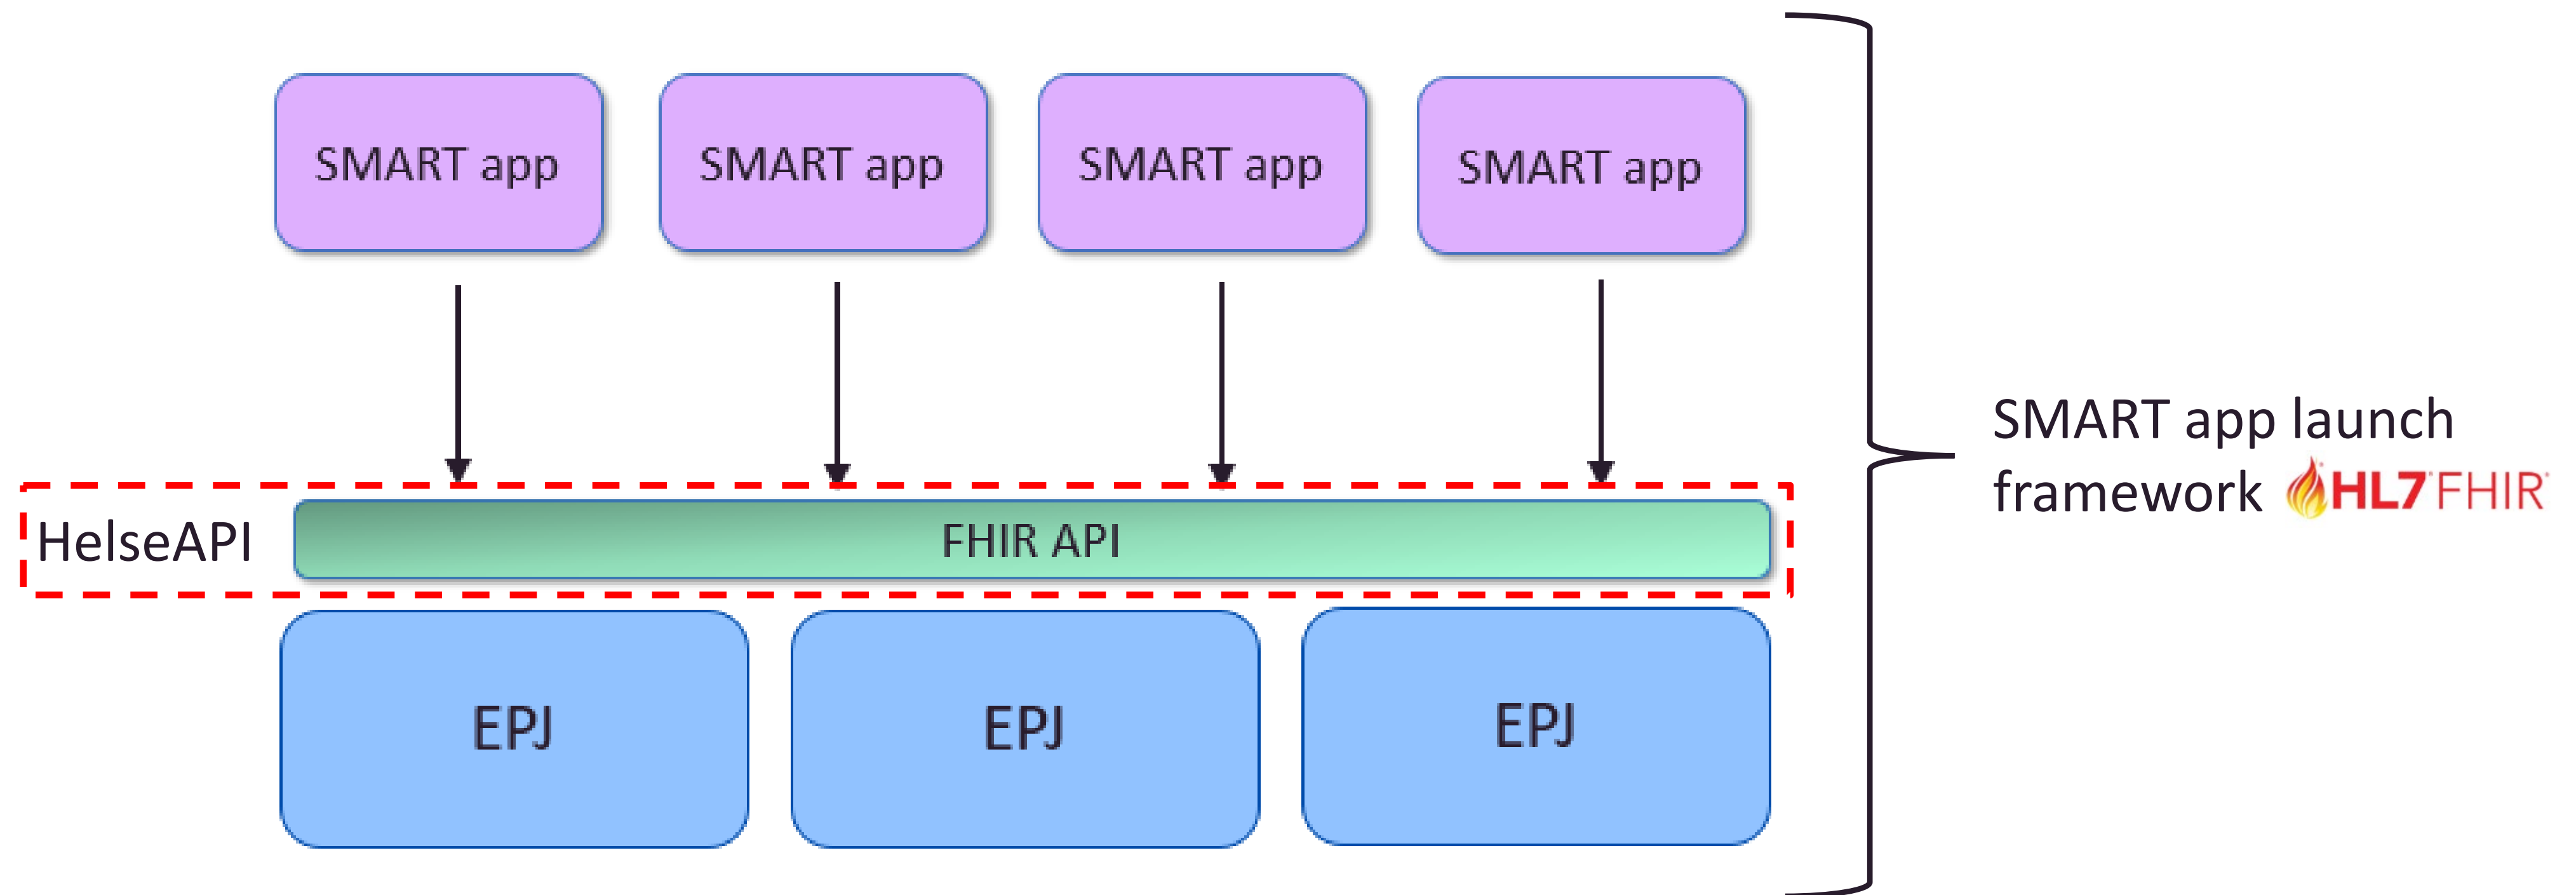 SMART app
SMART app
SMART app
SMART app
SMART app launch
framework HL7 FHIR
HelseAPI
FHIR API
EPJ
EPJ
EPJ